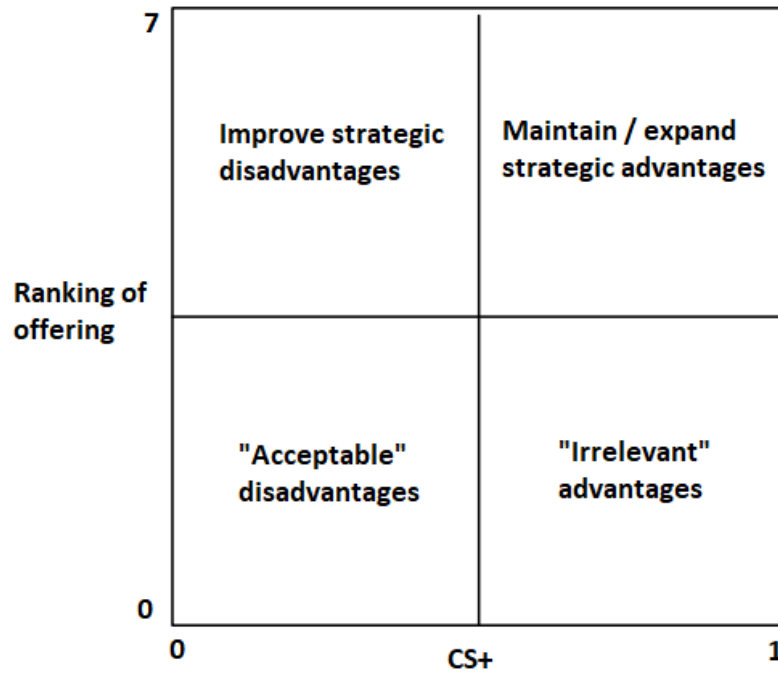 7
Improve strategic
disadvantages
Maintain / expand
strategic advantages
Ranking of
offering
"Acceptable"
disadvantages
"Irrelevant"
advantages
0
0
CS+
1